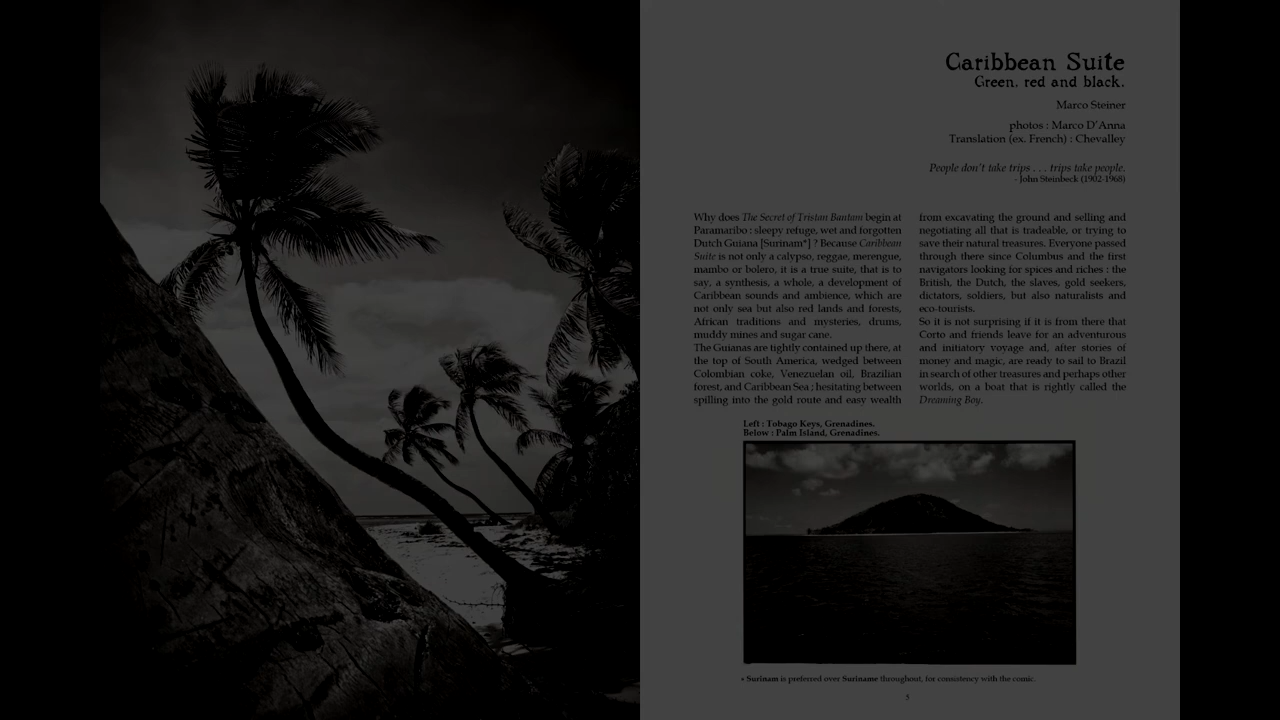 Caribbean Suite
Green, red and black.
Marco Steiner
photos : Marco D'Anna
Translation (ex. French) : Chevalley
People don't take trips . . . trips take people.
- John Steinbeck (1902-1968)
Why does The Secret of Tristan Bantam begin at
Paramaribo : sleepy refuge, wet and forgotten
Dutch Guiana [Surinam*] ? Because Caribbean
Suite is not only a calypso, reggae, merengue,
mambo or bolero, it is a true suite, that is to
say, a synthesis, a whole, a development of
Caribbean sounds and ambience, which are
not only sea but also red lands and forests,
African traditions and mysteries, drums,
muddy mines and sugar cane.
The Guianas are tightly contained up there, at
the top of South America, wedged between
Colombian coke, Venezuelan oil, Brazilian
forest, and Caribbean Sea ; hesitating between
spilling into the gold route and easy wealth
from excavating the ground and selling and
negotiating all that is tradeable, or trying to
save their natural treasures. Everyone passed
through there since Columbus and the first
navigators looking for spices and riches : the
British, the Dutch, the slaves, gold seekers,
dictators, soldiers, but also naturalists and
eco-tourists.
So it is not surprising if it is from there that
Corto and friends leave for an adventurous
and initiatory voyage and, after stories of
money and magic, are ready to sail to Brazil
in search of other treasures and perhaps other
worlds, on a boat that is rightly called the
Dreaming Boy.
Left : Tobago Keys, Grenadines.
Below : Palm Island, Grenadines.
* Surinam is preferred over Suriname throughout, for consistency with the comic.
5